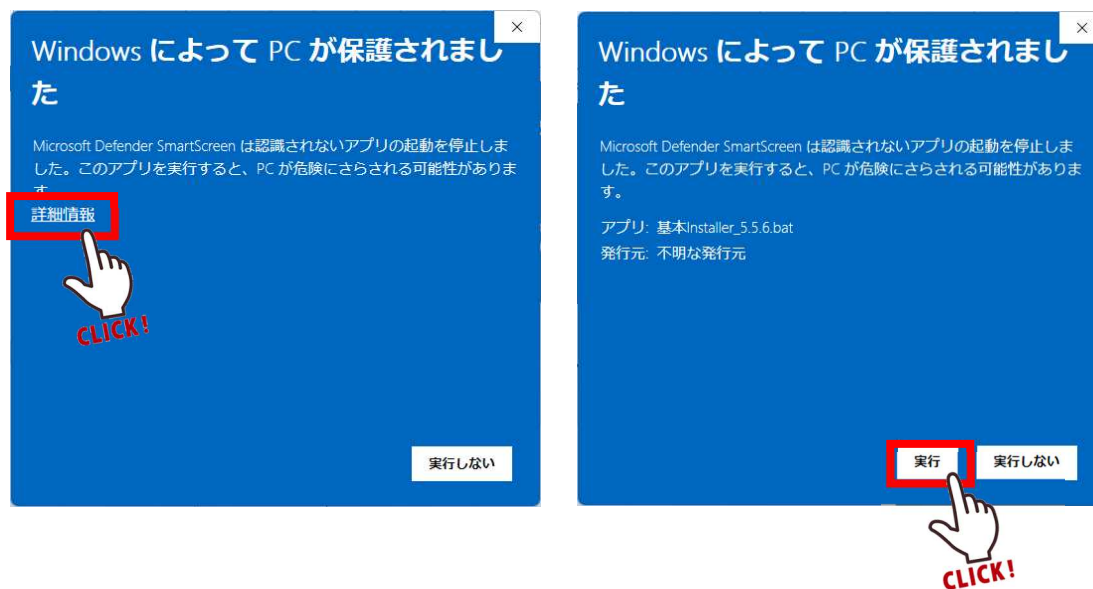 ×
Windows によって PC が保護されまし
た
Microsoft Defender SmartScreen は認識されないアプリの起動を停止しま
した。このアプリを実行すると、PC が危険にさらされる可能性がありま
す。
詳細情報
CLICK!
実行しない
×
Windows によって PC が保護されまし
た
Microsoft Defender SmartScreen は認識されないアプリの起動を停止しま
した。このアプリを実行すると、PC が危険にさらされる可能性がありま
す。
アプリ: 基本Installer_5.5.6.bat
発行元: 不明な発行元
実行
実行しない
CLICK!